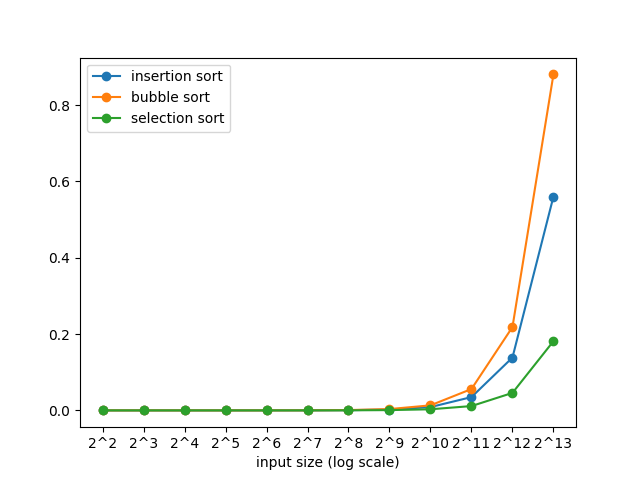 insertion sort
bubble sort
selection sort
0.8
0.6
0.4
0.2
0.0
2^2 2^3 2^4 2^5 2^6 2^7 2^8 2^9 2^10 2^11 2^12 2^13
input size (log scale)